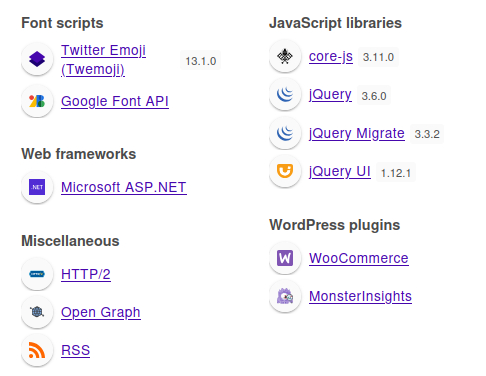 Font scripts
Twitter Emoji
(Twemoji)
13.1.0
Google Font API
Web frameworks
.NET
Microsoft ASP.NET
Miscellaneous
HTTP/2
Open Graph
RSS
JavaScript libraries
core-js 3.11.0
jQuery 3.6.0
jQuery Migrate 3.3.2
jQuery UI 1.12.1
WordPress plugins
W
WooCommerce
MonsterInsights